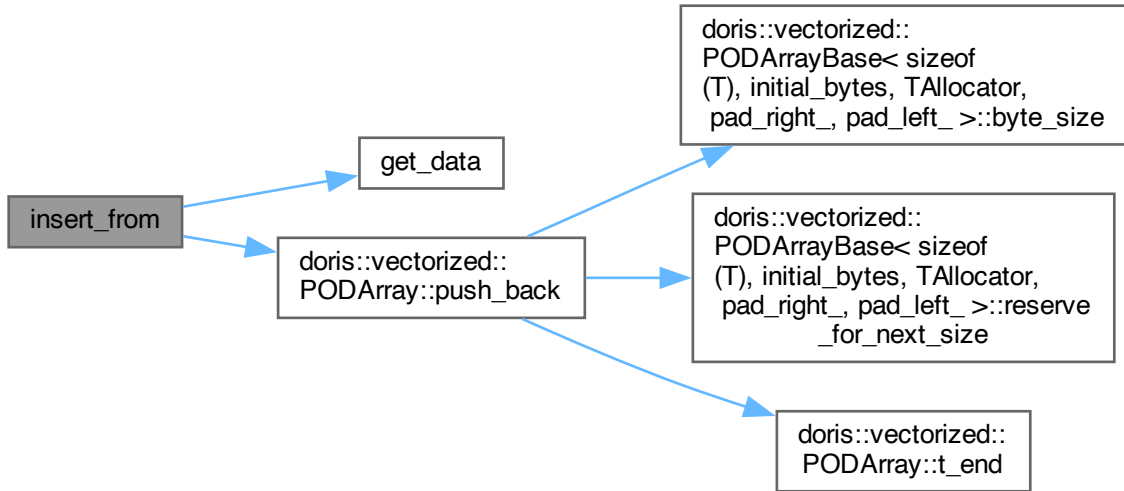 insert_from
get_data
doris::vectorized::
PODArray::push_back
doris::vectorized::
PODArrayBase< sizeof
(T), initial_bytes, TAllocator,
pad_right_, pad_left_ >::byte_size
doris::vectorized::
PODArrayBase< sizeof
(T), initial_bytes, TAllocator,
pad_right_, pad_left_ >::reserve
_for_next_size
doris::vectorized::
PODArray::t_end